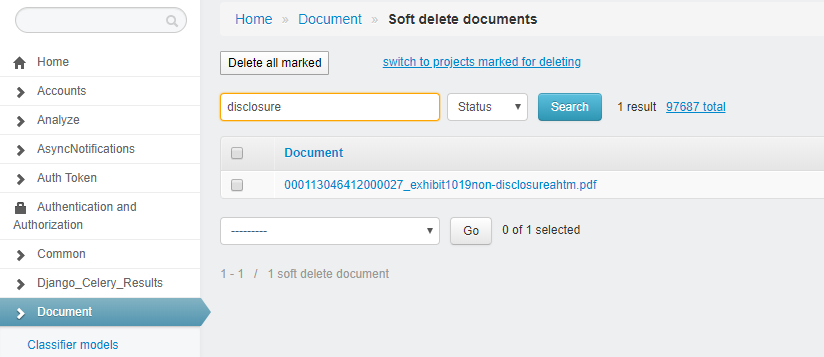 Home
Accounts
Analyze
AsyncNotifications
Auth Token
Authentication and
Authorization
Common
Django_Celery_Results
Document
Classifier models
Home » Document » Soft delete documents
Delete all marked switch to projects marked for deleting
disclosure Status Search 1 result 97687 total
Document
000113046412000027_exhibit1019non-disclosureahtm.pdf
--------- Go 0 of 1 selected
1 - 1 / 1 soft delete document